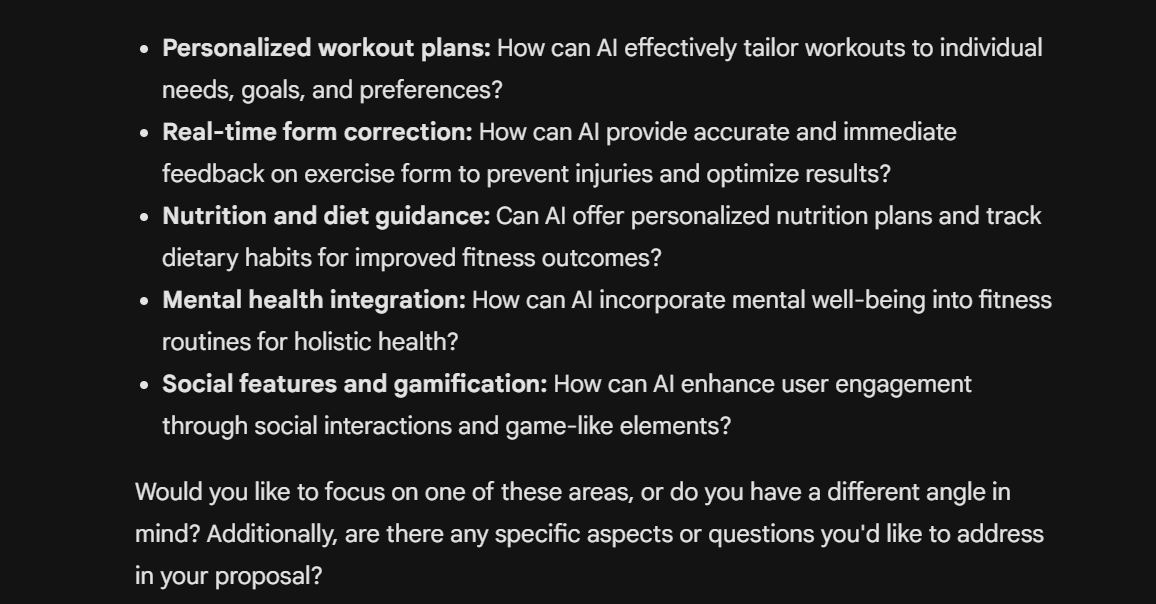 • Personalized workout plans: How can AI effectively tailor workouts to individual
needs, goals, and preferences?
• Real-time form correction: How can AI provide accurate and immediate
feedback on exercise form to prevent injuries and optimize results?
• Nutrition and diet guidance: Can AI offer personalized nutrition plans and track
dietary habits for improved fitness outcomes?
• Mental health integration: How can AI incorporate mental well-being into fitness
routines for holistic health?
• Social features and gamification: How can AI enhance user engagement
through social interactions and game-like elements?
Would you like to focus on one of these areas, or do you have a different angle in
mind? Additionally, are there any specific aspects or questions you'd like to address
in your proposal?